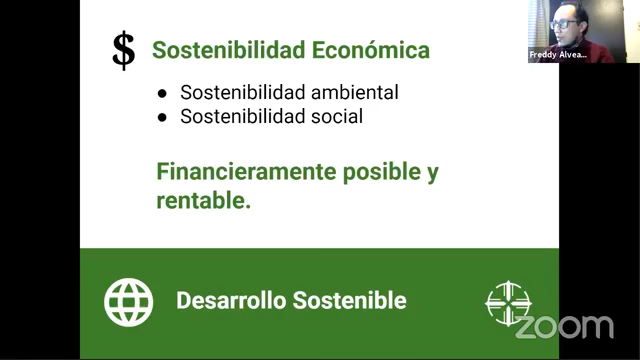 $ Sostenibilidad Económica
● Sostenibilidad ambiental
● Sostenibilidad social
Financieramente posible y
rentable.
Desarrollo Sostenible
Freddy Alvea...
zoom